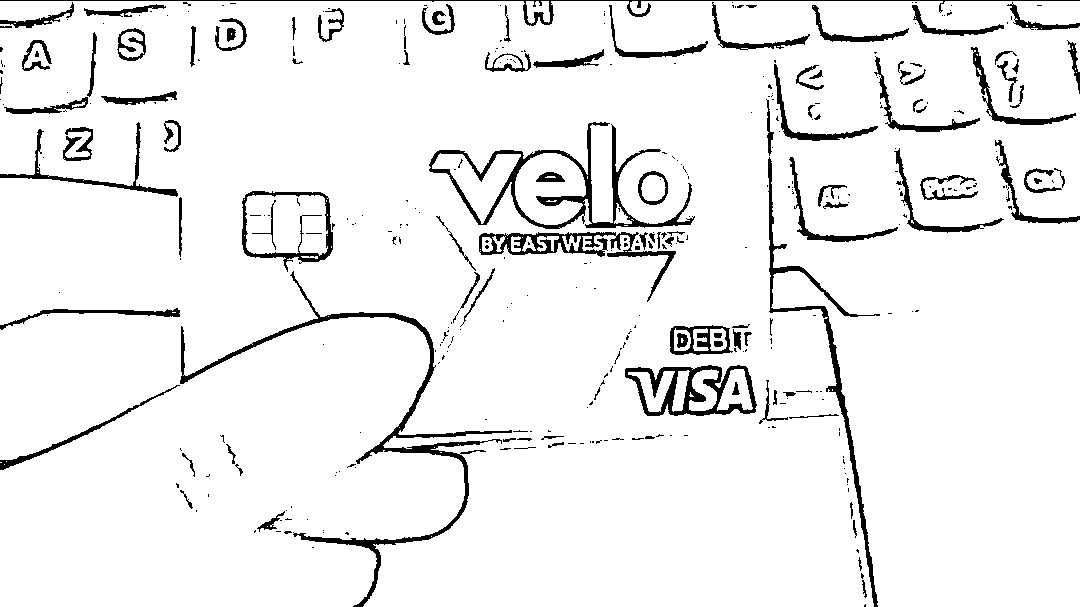 A S D F G H
< > ?
/
Z
Alt PrtSc Ctrl
velo
BY EAST WEST BANK
DEBIT
VISA